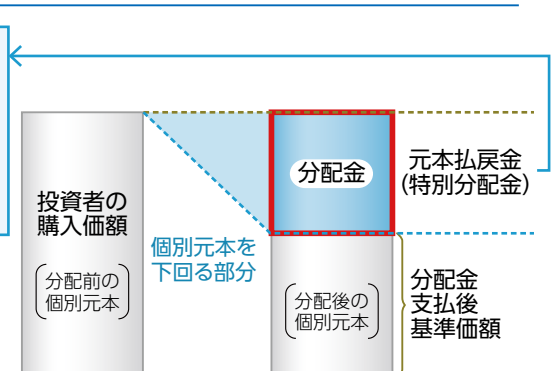 投資者の
購入価額
分配前の
個別元本
個別元本を
下回る部分
分配金
分配後の
個別元本
元本払戻金
(特別分配金)
分配金
支払後
基準価額